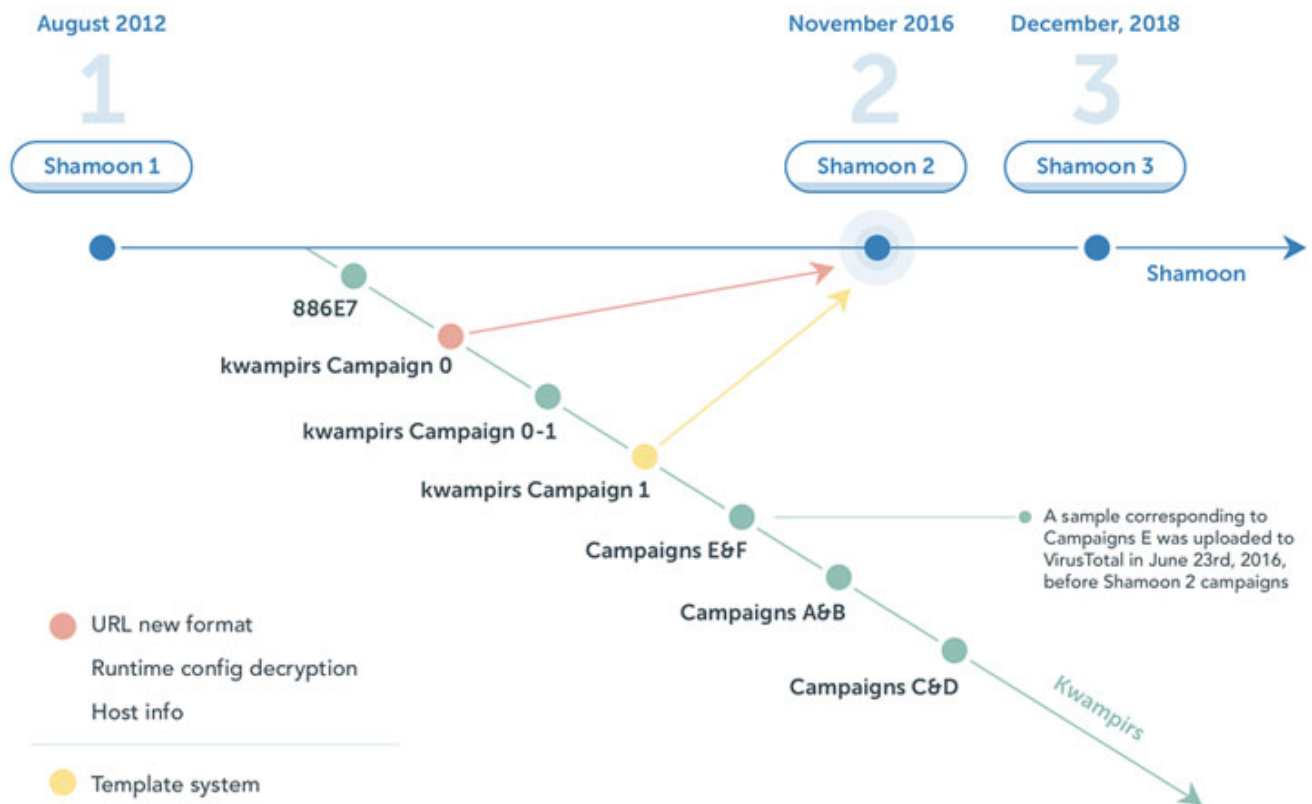 August 2012
November 2016
December, 2018
1
2
3
Shamoon 1
Shamoon 2
Shamoon 3
Shamoon
886E7
kwampirs Campaign 0
kwampirs Campaign 0-1
kwampirs Campaign 1
Campaigns E&F
A sample corresponding to
Campaigns E was uploaded to
VirusTotal in June 23rd, 2016,
before Shamoon 2 campaigns
Campaigns A&B
Campaigns C&D
Kwampirs
URL new format
Runtime config decryption
Host info
Template system